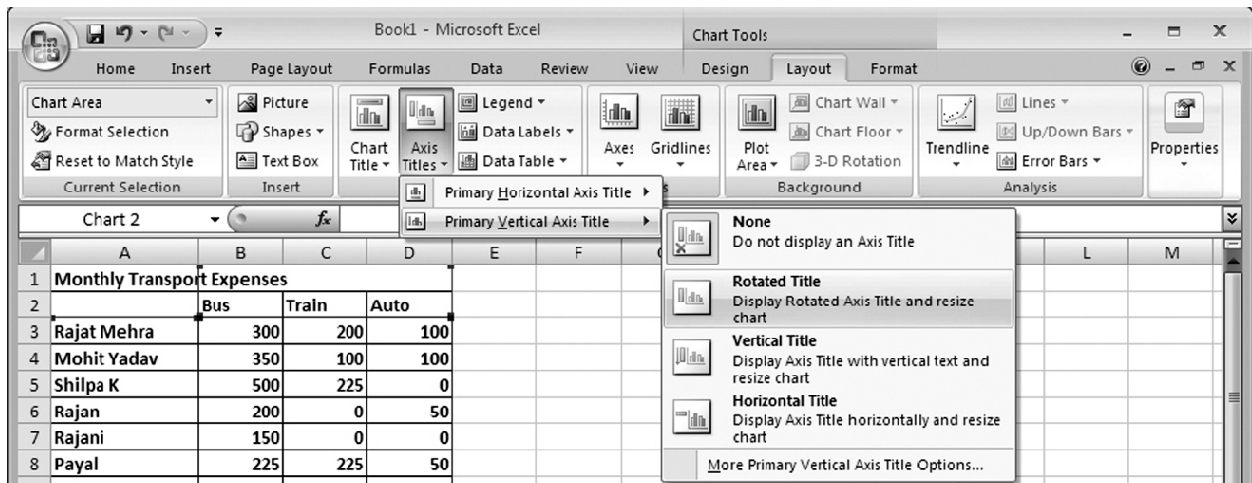 Book1 - Microsoft Excel
Chart Tools
Home Insert Page Layout Formulas Data Review View Design Layout Format
Chart Area
Format Selection
Reset to Match Style
Current Selection
Picture
Shapes
Text Box
Insert
Chart Title
Axis Titles
Legend
Data Labels
Data Table
Axes
Gridlines
Plot Area
Chart Wall
Chart Floor
3-D Rotation
Background
Trendline
Lines
Up/Down Bars
Error Bars
Analysis
Properties
Primary Horizontal Axis Title
Primary Vertical Axis Title
Chart 2
fx
None
Do not display an Axis Title
Rotated Title
Display Rotated Axis Title and resize
chart
Vertical Title
Display Axis Title with vertical text and
resize chart
Horizontal Title
Display Axis Title horizontally and resize
chart
More Primary Vertical Axis Title Options...
A B C D E F L M
1 Monthly Transport Expenses
2 Bus Train Auto
3 Rajat Mehra 300 200 100
4 Mohit Yadav 350 100 100
5 Shilpa K 500 225 0
6 Rajan 200 0 50
7 Rajani 150 0 0
8 Payal 225 225 50